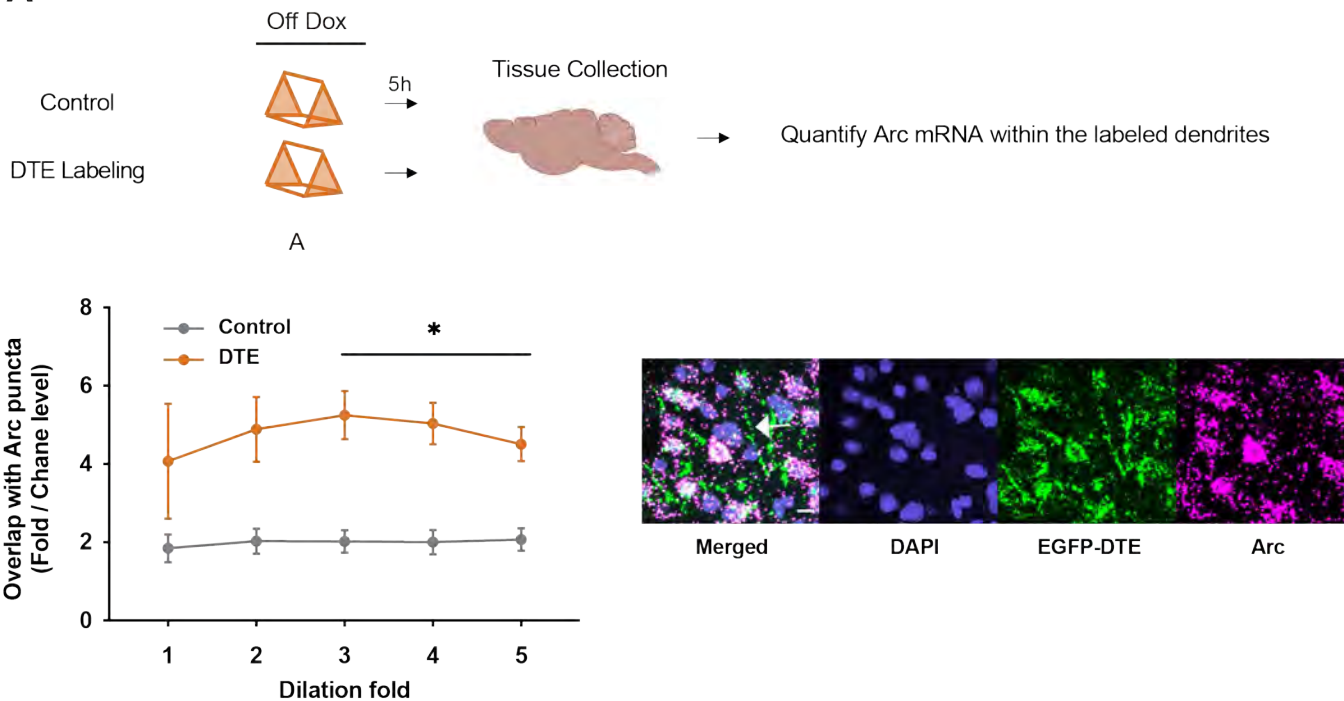 Off Dox
Control
5h
Tissue Collection
DTE Labeling
Quantify Arc mRNA within the labeled dendrites
A
Overlap with Arc puncta
(Fold / Chane level)
8
6
4
2
0
Control
DTE
*
1 2 3 4 5
Dilation fold
Merged DAPI EGFP-DTE Arc